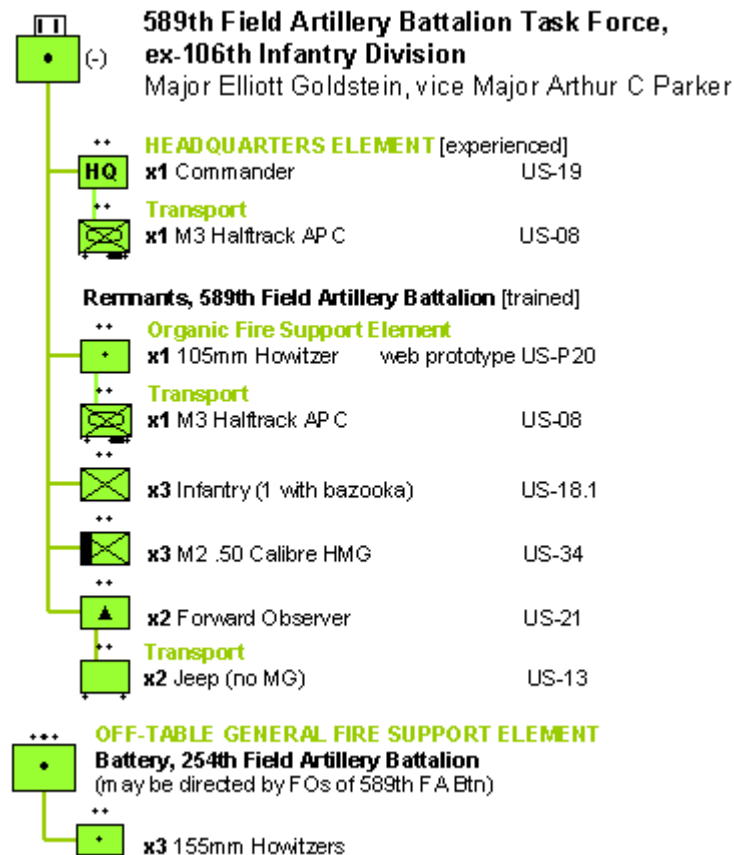 589th Field Artillery Battalion Task Force,
ex-106th Infantry Division
(-)
Major Elliott Goldstein, vice Major Arthur C Parker
HEADQUARTERS ELEMENT [experienced]
HQ x1 Commander US-19
Transport
x1 M3 Halftrack APC US-08
Remnants, 589th Field Artillery Battalion [trained]
Organic Fire Support Element
x1 105mm Howitzer web prototype US-P20
Transport
x1 M3 Halftrack APC US-08
x3 Infantry (1 with bazooka) US-18.1
x3 M2 .50 Calibre HMG US-34
x2 Forward Observer US-21
Transport
x2 Jeep (no MG) US-13
OFF-TABLE GENERAL FIRE SUPPORT ELEMENT
Battery, 254th Field Artillery Battalion
(may be directed by FOs of 589th FA Btn)
x3 155mm Howitzers